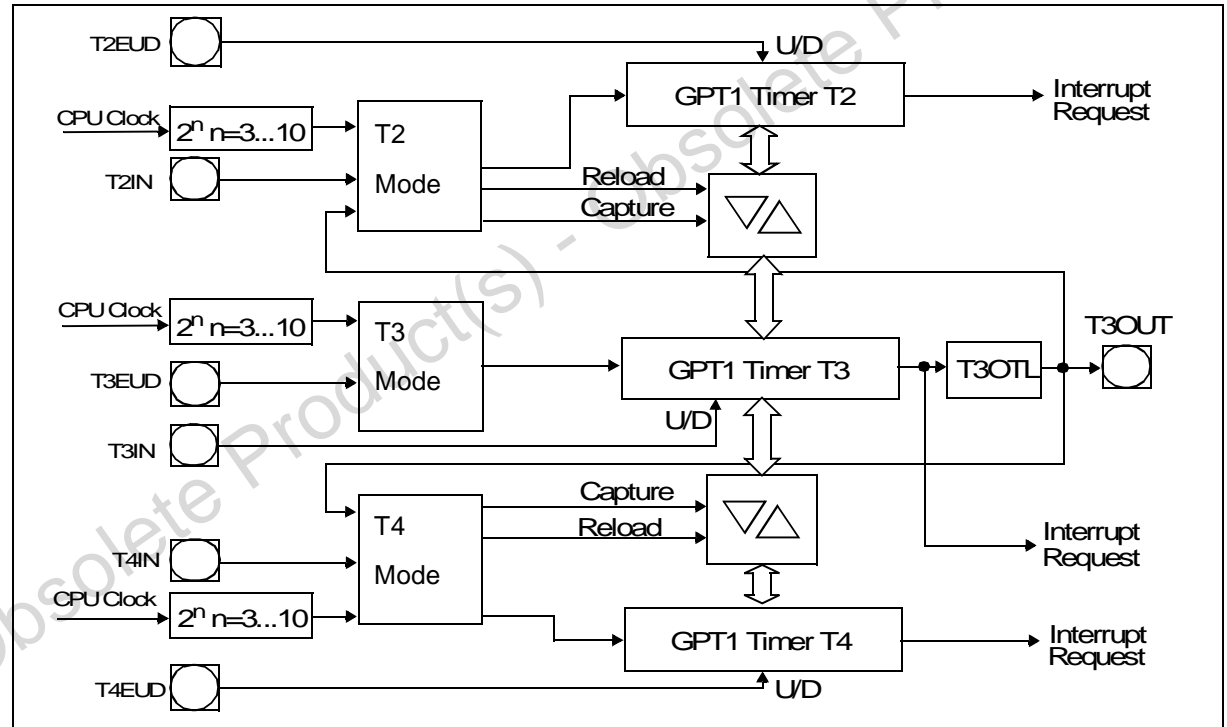 T2EUD
U/D
GPT1 Timer T2
Interrupt
Request
CPU Clock
2ⁿ n=3...10
T2
Mode
T2IN
Reload
Capture
CPU Clock
2ⁿ n=3...10
T3
Mode
T3EUD
GPT1 Timer T3
T3OTL
T3OUT
U/D
T3IN
Capture
Reload
T4
Mode
T4IN
Interrupt
Request
CPU Clock
2ⁿ n=3...10
GPT1 Timer T4
Interrupt
Request
T4EUD
U/D
Obsolete Product(s) - Obsolete P